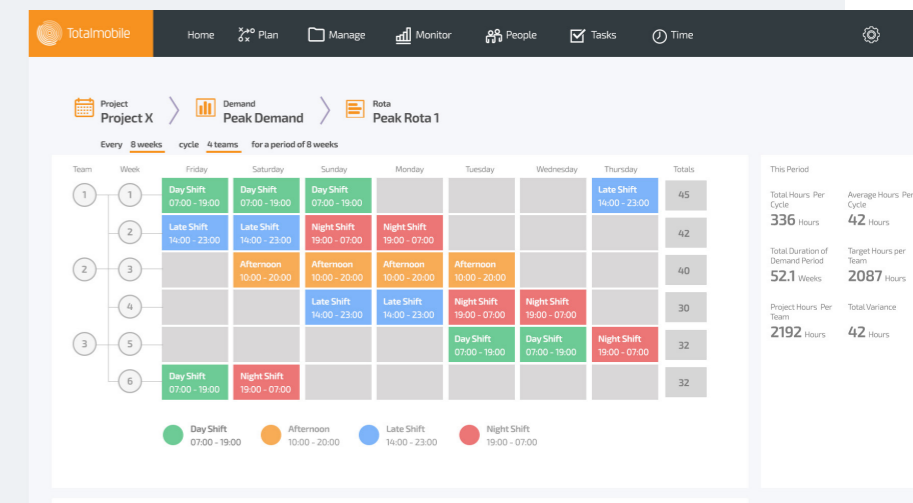 Totalmobile
Home Plan Manage Monitor People Tasks Time
Project
Project X
Demand
Peak Demand
Rota
Peak Rota 1
Every 8 weeks cycle 4 teams for a period of 8 weeks
Team Week Friday Saturday Sunday Monday Tuesday Wednesday Thursday Totals
1 1 Day Shift Day Shift Day Shift Late Shift 45
07:00 - 19:00 07:00 - 19:00 07:00 - 19:00 14:00 - 23:00
2 Late Shift Late Shift Night Shift Night Shift 42
14:00 - 23:00 14:00 - 23:00 19:00 - 07:00 19:00 - 07:00
2 3 Afternoon Afternoon Afternoon Afternoon 40
10:00 - 20:00 10:00 - 20:00 10:00 - 20:00 10:00 - 20:00
4 Late Shift Late Shift Night Shift Night Shift 30
14:00 - 23:00 14:00 - 23:00 19:00 - 07:00 19:00 - 07:00
3 5 Day Shift Day Shift Night Shift 32
07:00 - 19:00 07:00 - 19:00 19:00 - 07:00
6 Day Shift Night Shift 32
07:00 - 19:00 19:00 - 07:00
Day Shift Afternoon Late Shift Night Shift
07:00 - 19:00 10:00 - 20:00 14:00 - 23:00 19:00 - 07:00
This Period
Total Hours Per
Cycle
336 Hours
Average Hours Per
Cycle
42 Hours
Total Duration of
Demand Period
52.1 Weeks
Target Hours per
Team
2087 Hours
Project Hours Per
Team
2192 Hours
Total Variance
42 Hours